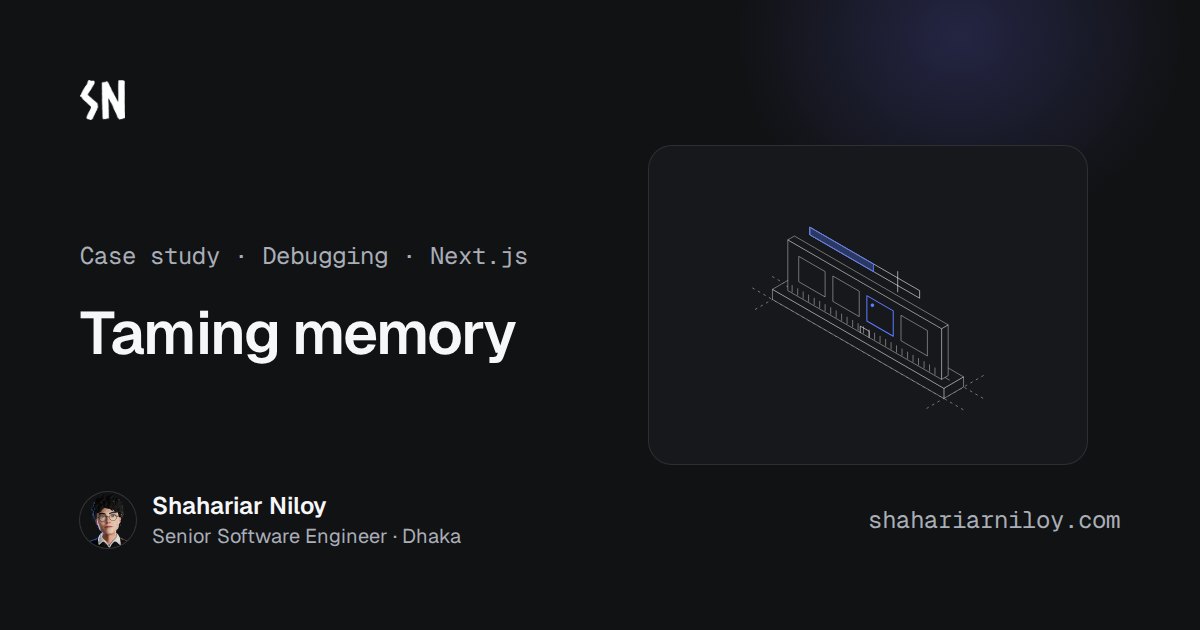 SN
Case study · Debugging · Next.js
Taming memory
Shahariar Niloy
Senior Software Engineer · Dhaka
shahariarniloy.com